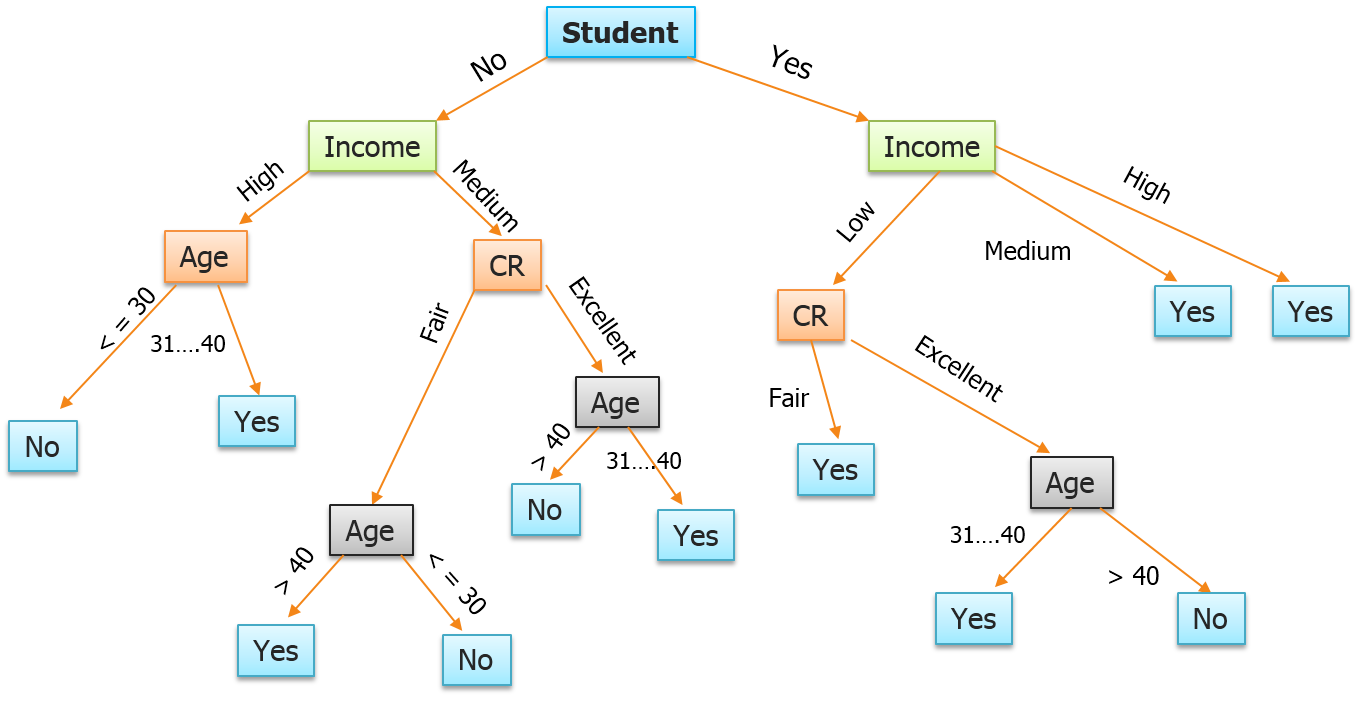 Student
No
Yes
Income
Income
High
Medium
Low
Medium
High
Age
CR
CR
Yes
Yes
< = 30
31....40
Fair
Excellent
Fair
Excellent
No
Yes
Age
Yes
Age
> 40
31....40
31....40
> 40
No
Yes
Age
Yes
No
> 40
< = 30
Yes
No